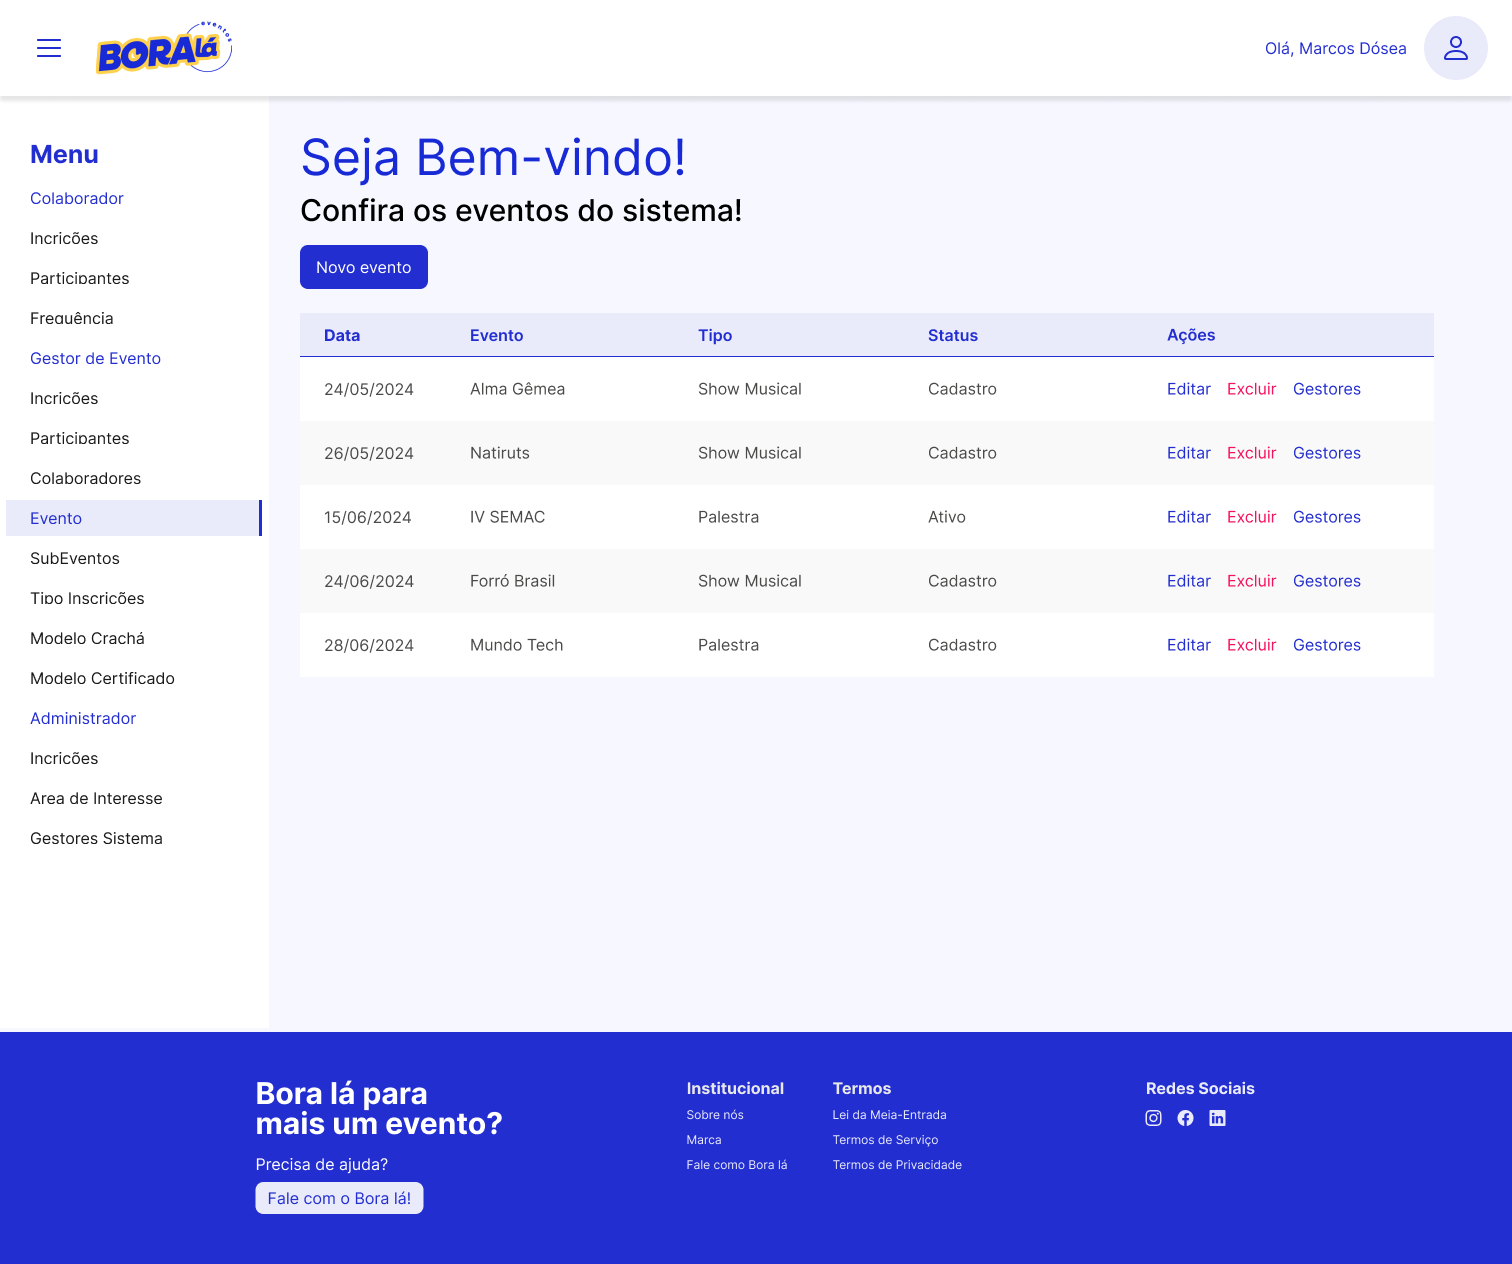 BORA lá eventos
Olá, Marcos Dósea
Menu
Colaborador
Incricões
Participantes
Frequência
Gestor de Evento
Incricões
Participantes
Colaboradores
Evento
SubEventos
Tipo Inscricões
Modelo Crachá
Modelo Certificado
Administrador
Incricões
Area de Interesse
Gestores Sistema
Seja Bem-vindo!
Confira os eventos do sistema!
Novo evento
Data Evento Tipo Status Ações
24/05/2024 Alma Gêmea Show Musical Cadastro Editar Excluir Gestores
26/05/2024 Natiruts Show Musical Cadastro Editar Excluir Gestores
15/06/2024 IV SEMAC Palestra Ativo Editar Excluir Gestores
24/06/2024 Forró Brasil Show Musical Cadastro Editar Excluir Gestores
28/06/2024 Mundo Tech Palestra Cadastro Editar Excluir Gestores
Bora lá para
mais um evento?
Precisa de ajuda?
Fale com o Bora lá!
Institucional
Sobre nós
Marca
Fale como Bora lá
Termos
Lei da Meia-Entrada
Termos de Serviço
Termos de Privacidade
Redes Sociais